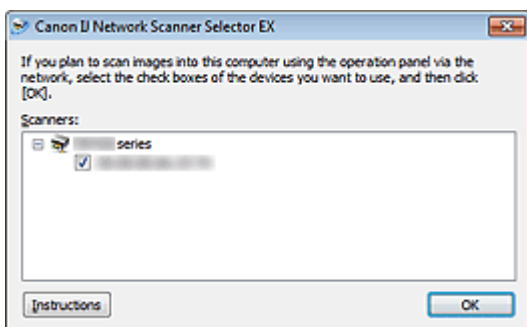 Canon IJ Network Scanner Selector EX
If you plan to scan images into this computer using the operation panel via the
network, select the check boxes of the devices you want to use, and then click
[OK].
Scanners:
series
Instructions
OK